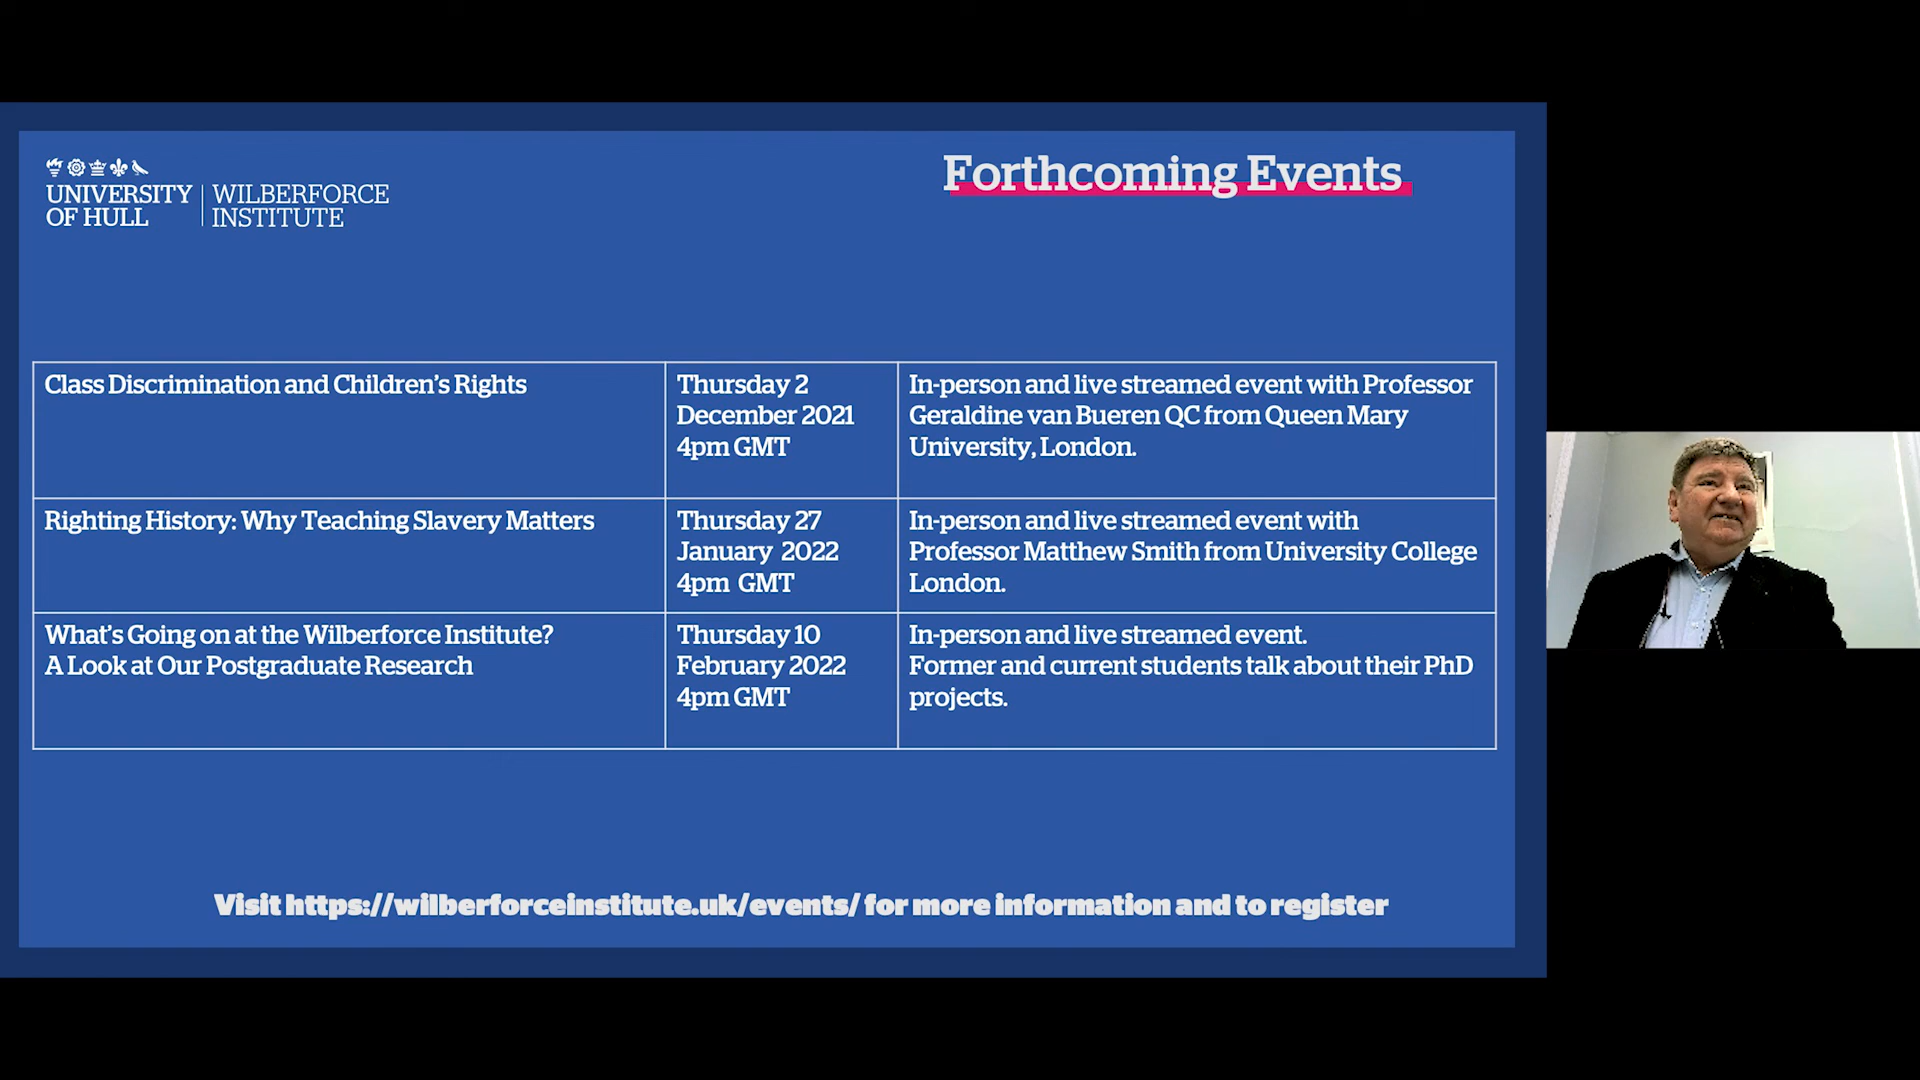 UNIVERSITY OF HULL
WILBERFORCE INSTITUTE
Forthcoming Events
Class Discrimination and Children’s Rights
Thursday 2
December 2021
4pm GMT
In-person and live streamed event with Professor
Geraldine van Bueren QC from Queen Mary
University, London.
Righting History: Why Teaching Slavery Matters
Thursday 27
January 2022
4pm GMT
In-person and live streamed event with
Professor Matthew Smith from University College
London.
What’s Going on at the Wilberforce Institute?
A Look at Our Postgraduate Research
Thursday 10
February 2022
4pm GMT
In-person and live streamed event.
Former and current students talk about their PhD
projects.
Visit https://wilberforceinstitute.uk/events/ for more information and to register